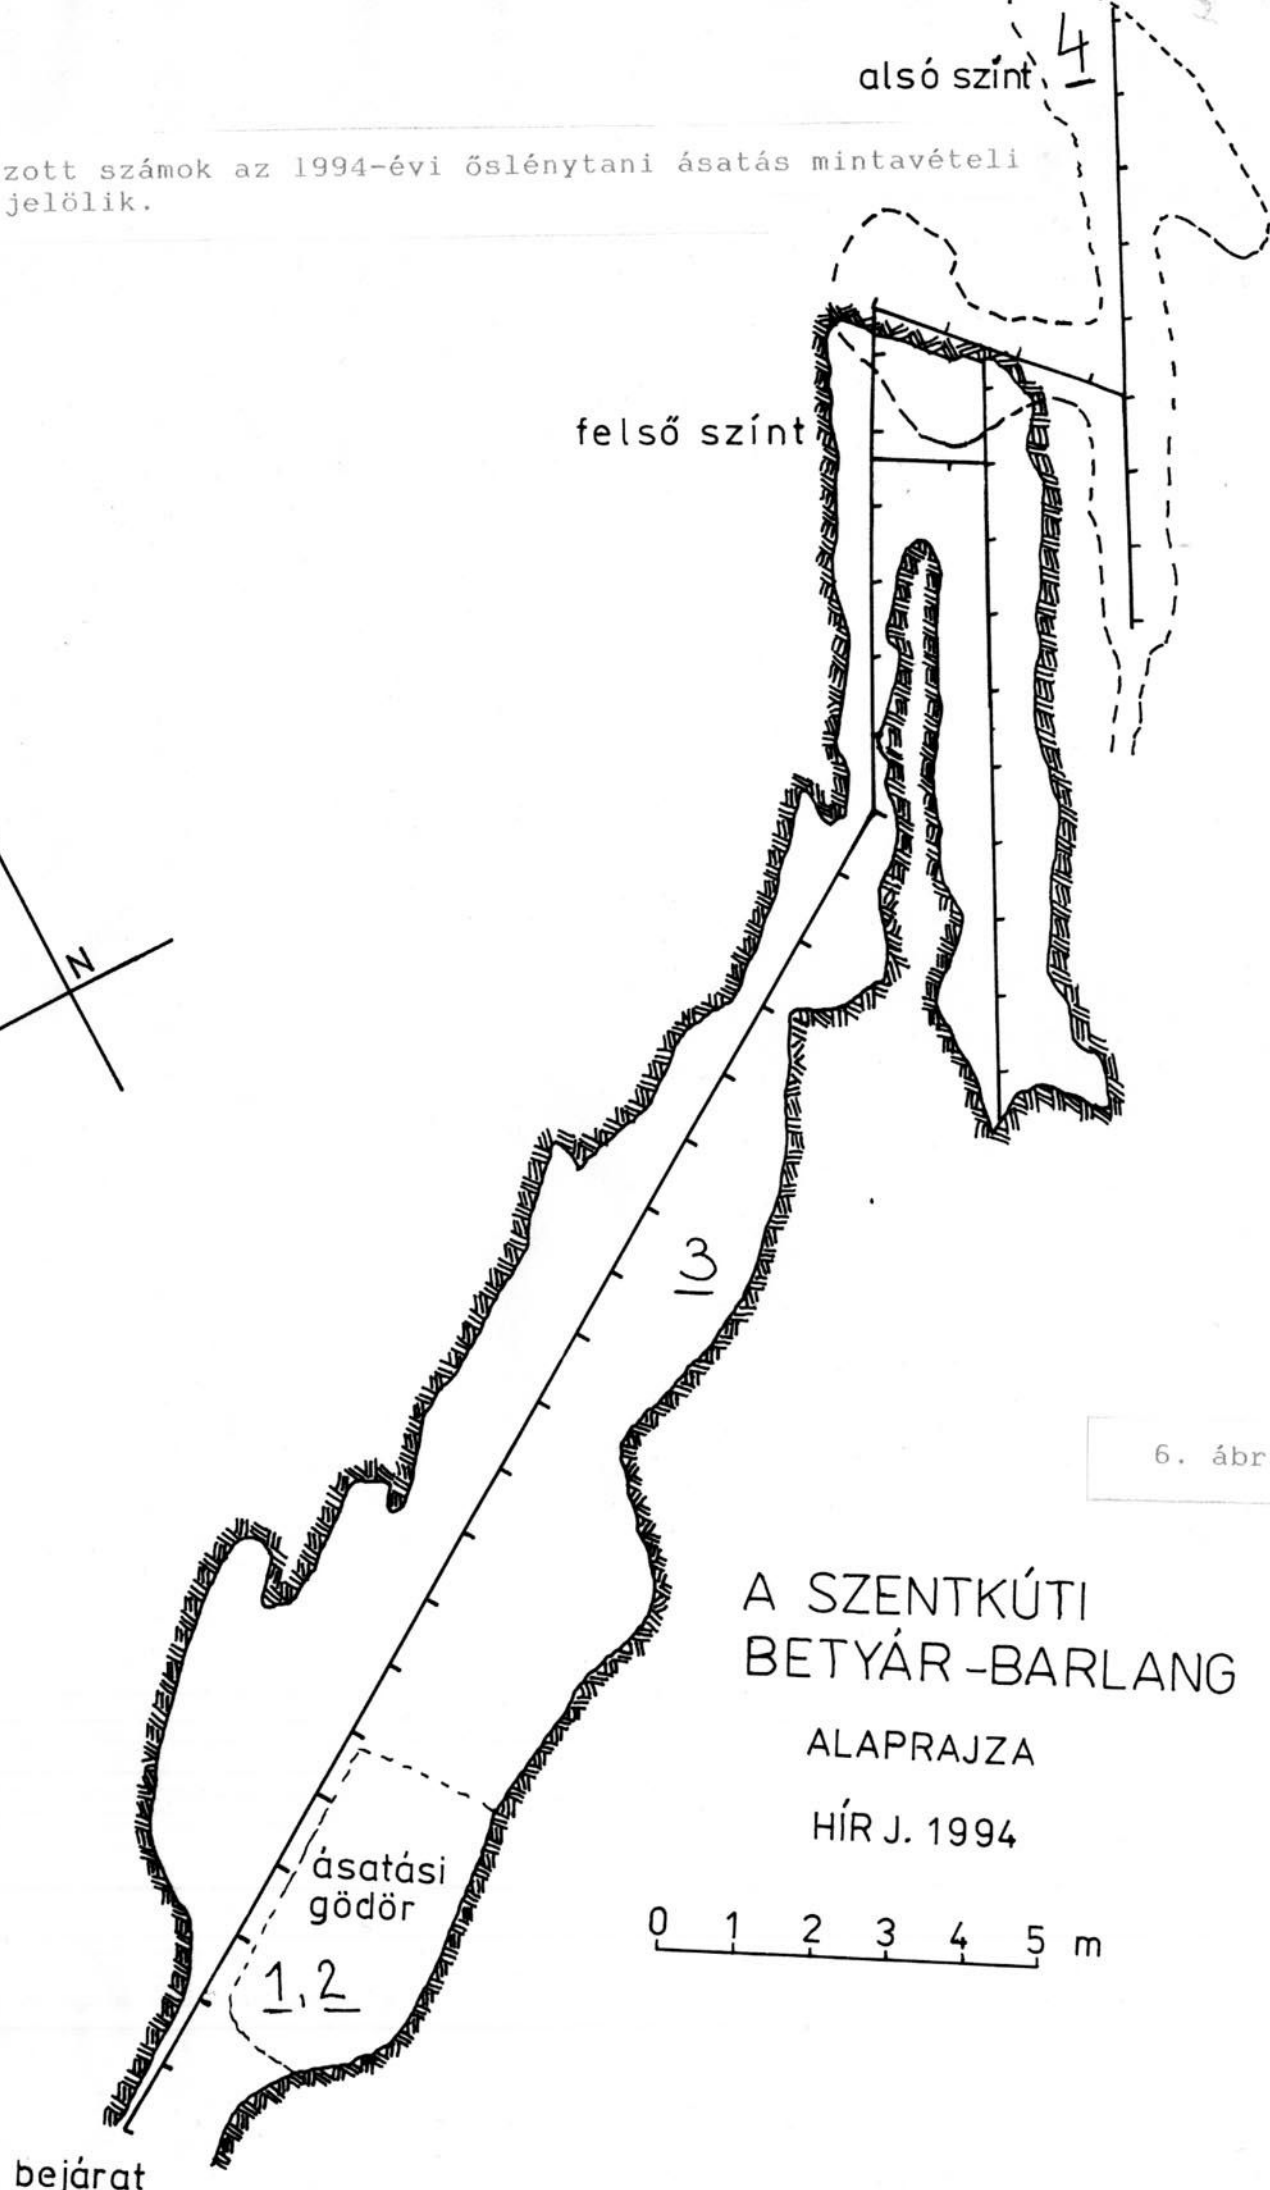 4
alsó színt
zott számok az 1994-évi őslénytani ásatás mintavételi
jelölik.
felső színt
N
3
6. ábr
A SZENTKÚTI
BETYÁR-BARLANG
ALAPRAJZA
HÍR J. 1994
ásatási
gödör
0 1 2 3 4 5 m
1, 2
bejárat